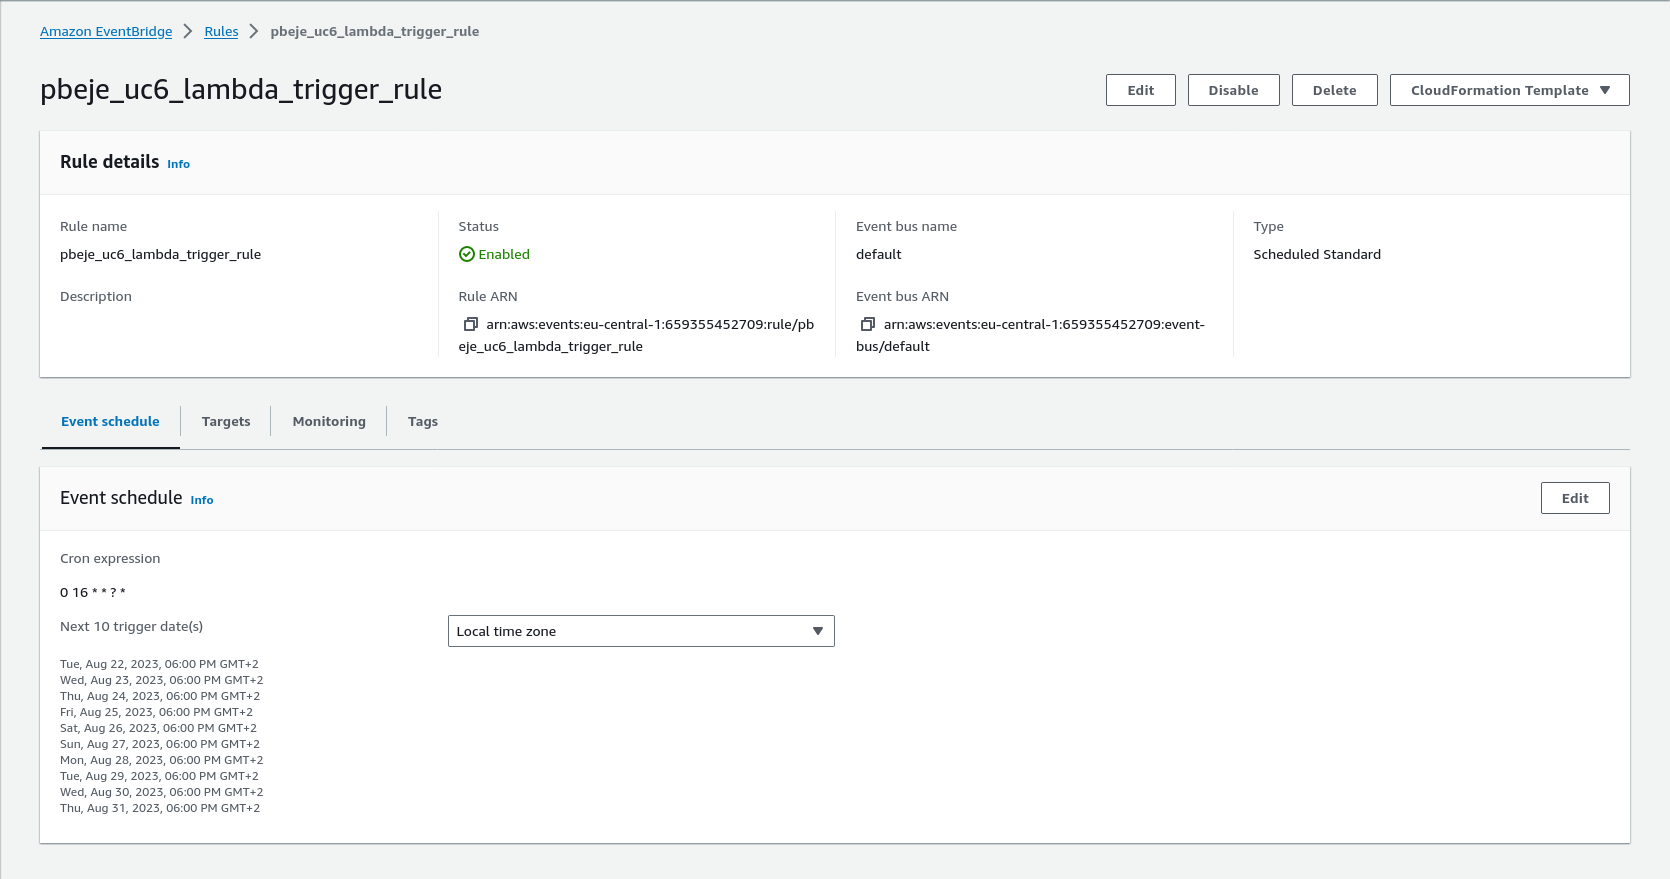 Amazon EventBridge > Rules > pbeje_uc6_lambda_trigger_rule
pbeje_uc6_lambda_trigger_rule
Edit Disable Delete CloudFormation Template
Rule details Info
Rule name
pbeje_uc6_lambda_trigger_rule
Description
Status
Enabled
Rule ARN
arn:aws:events:eu-central-1:659355452709:rule/pb
eje_uc6_lambda_trigger_rule
Event bus name
default
Event bus ARN
arn:aws:events:eu-central-1:659355452709:event-
bus/default
Type
Scheduled Standard
Event schedule Targets Monitoring Tags
Event schedule Info
Edit
Cron expression
0 16 * * ? *
Next 10 trigger date(s)
Local time zone
Tue, Aug 22, 2023, 06:00 PM GMT+2
Wed, Aug 23, 2023, 06:00 PM GMT+2
Thu, Aug 24, 2023, 06:00 PM GMT+2
Fri, Aug 25, 2023, 06:00 PM GMT+2
Sat, Aug 26, 2023, 06:00 PM GMT+2
Sun, Aug 27, 2023, 06:00 PM GMT+2
Mon, Aug 28, 2023, 06:00 PM GMT+2
Tue, Aug 29, 2023, 06:00 PM GMT+2
Wed, Aug 30, 2023, 06:00 PM GMT+2
Thu, Aug 31, 2023, 06:00 PM GMT+2